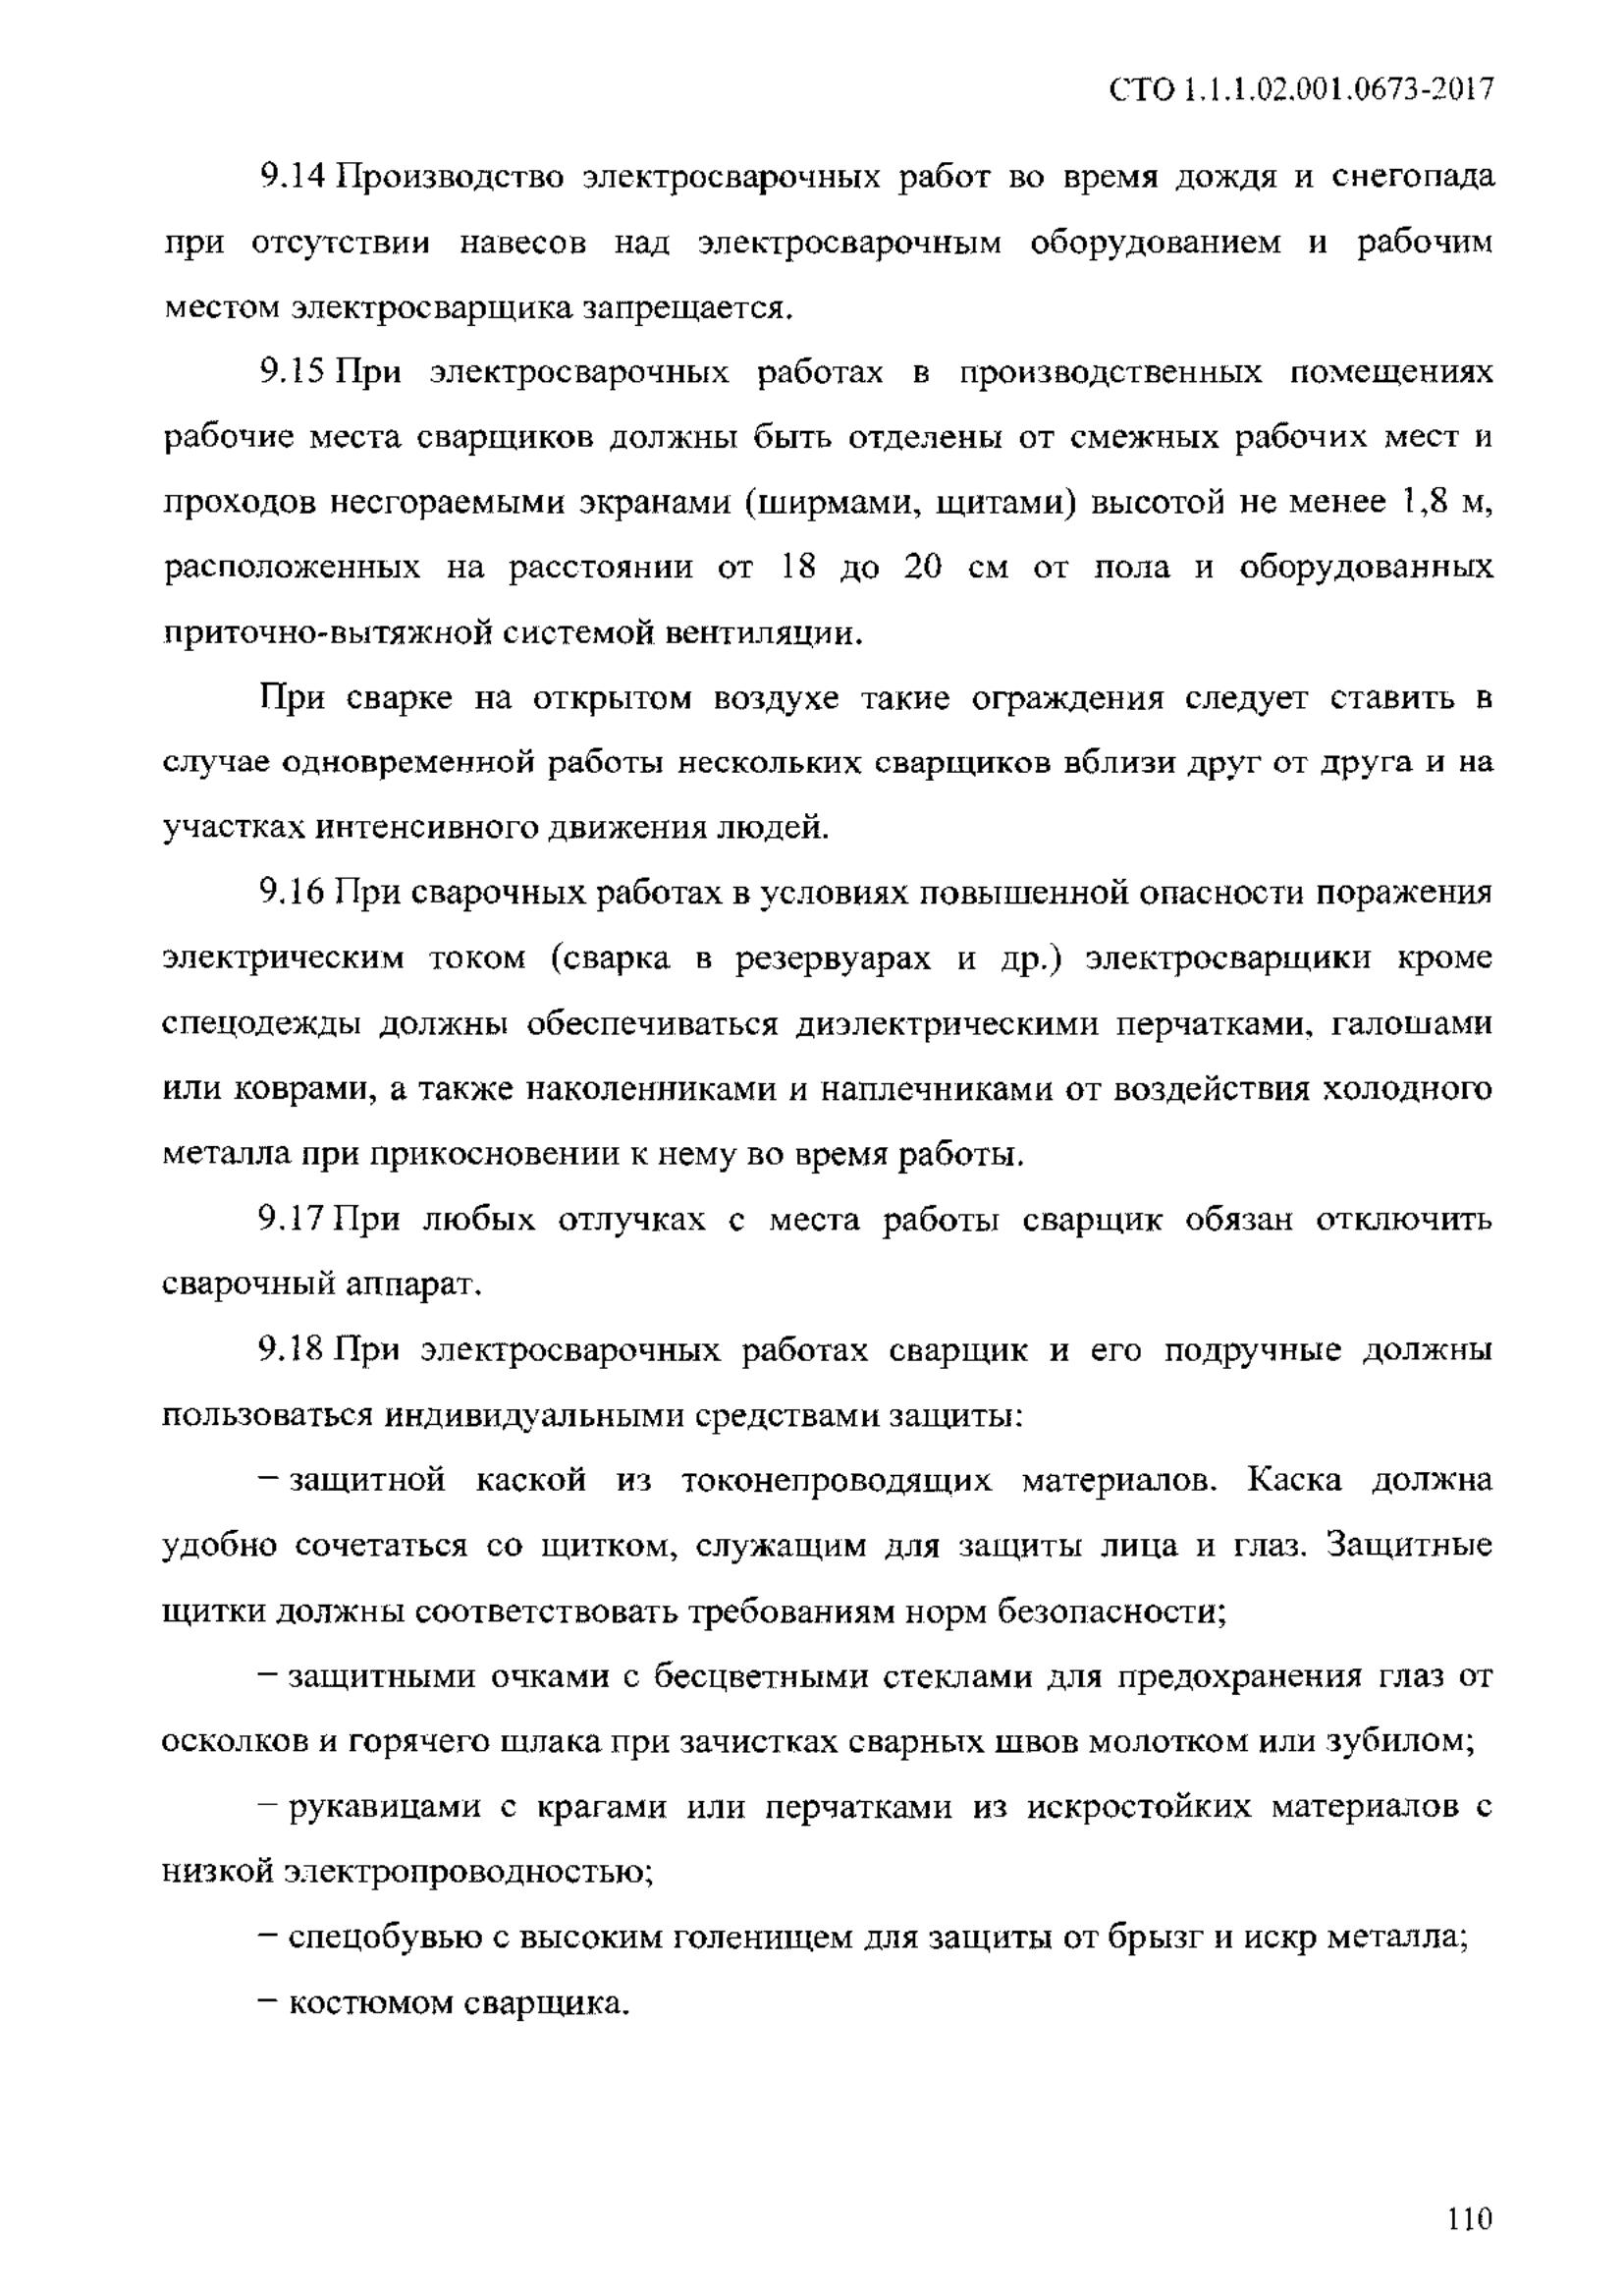 СТО 1.1.1.02.001.0673-2017
9.14 Производство электросварочных работ во время дождя и снегопада
при отсутствии навесов над электросварочным оборудованием и рабочим
местом электросварщика запрещается.
9.15 При электросварочных работах в производственных помещениях
рабочие места сварщиков должны быть отделены от смежных рабочих мест и
проходов несгораемыми экранами (ширмами, щитами) высотой не менее 1,8 м,
расположенных на расстоянии от 18 до 20 см от пола и оборудованных
приточно-вытяжной системой вентиляции.
При сварке на открытом воздухе такие ограждения следует ставить в
случае одновременной работы нескольких сварщиков вблизи друг от друга и на
участках интенсивного движения людей.
9.16 При сварочных работах в условиях повышенной опасности поражения
электрическим током (сварка в резервуарах и др.) электросварщики кроме
спецодежды должны обеспечиваться диэлектрическими перчатками, галошами
или коврами, а также наколенниками и наплечниками от воздействия холодного
металла при прикосновении к нему во время работы.
9.17 При любых отлучках с места работы сварщик обязан отключить
сварочный аппарат.
9.18 При электросварочных работах сварщик и его подручные должны
пользоваться индивидуальными средствами защиты:
– защитной каской из токонепроводящих материалов. Каска должна
удобно сочетаться со щитком, служащим для защиты лица и глаз. Защитные
щитки должны соответствовать требованиям норм безопасности;
– защитными очками с бесцветными стеклами для предохранения глаз от
осколков и горячего шлака при зачистках сварных швов молотком или зубилом;
– рукавицами с крагами или перчатками из искростойких материалов с
низкой электропроводностью;
– спецобувью с высоким голенищем для защиты от брызг и искр металла;
– костюмом сварщика.
110